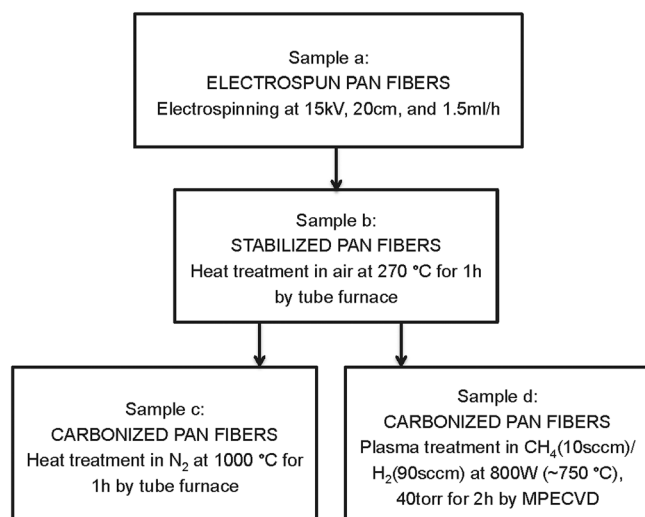 Sample a:
ELECTROSPUN PAN FIBERS
Electrospinning at 15kV, 20cm, and 1.5ml/h
Sample b:
STABILIZED PAN FIBERS
Heat treatment in air at 270 °C for 1h
by tube furnace
Sample c:
CARBONIZED PAN FIBERS
Heat treatment in N₂ at 1000 °C for
1h by tube furnace
Sample d:
CARBONIZED PAN FIBERS
Plasma treatment in CH₄(10sccm)/
H₂(90sccm) at 800W (~750 °C),
40torr for 2h by MPECVD